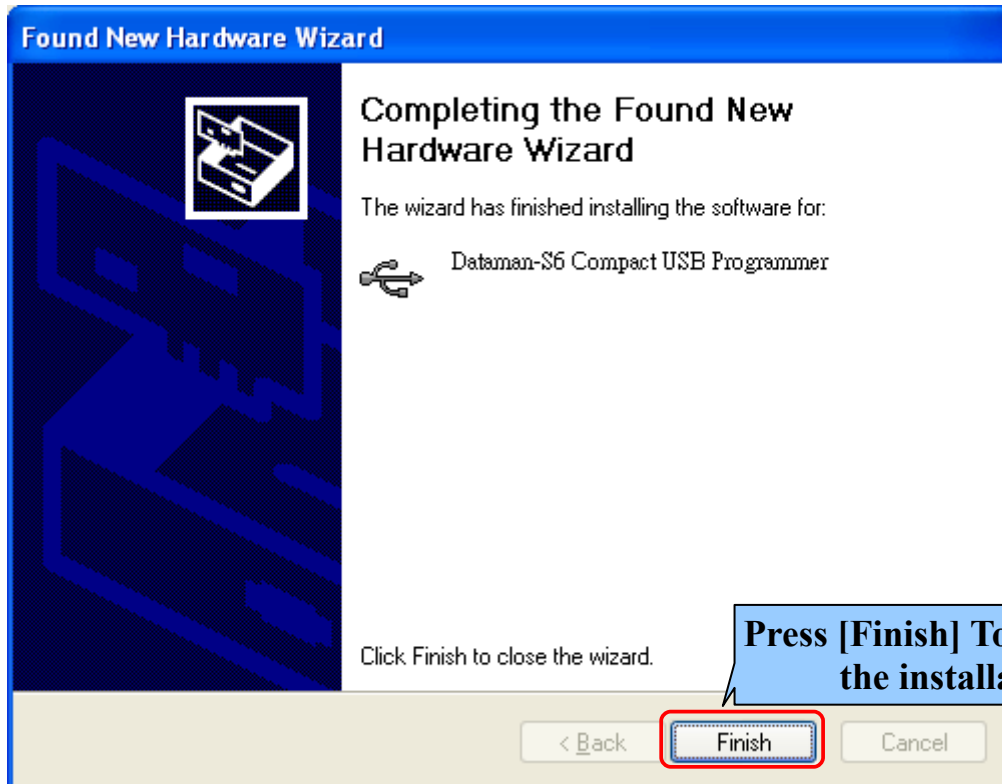 Found New Hardware Wizard
Completing the Found New
Hardware Wizard
The wizard has finished installing the software for:
Dataman-S6 Compact USB Programmer
Click Finish to close the wizard.
Press [Finish] To
the
< Back
Finish
Cancel